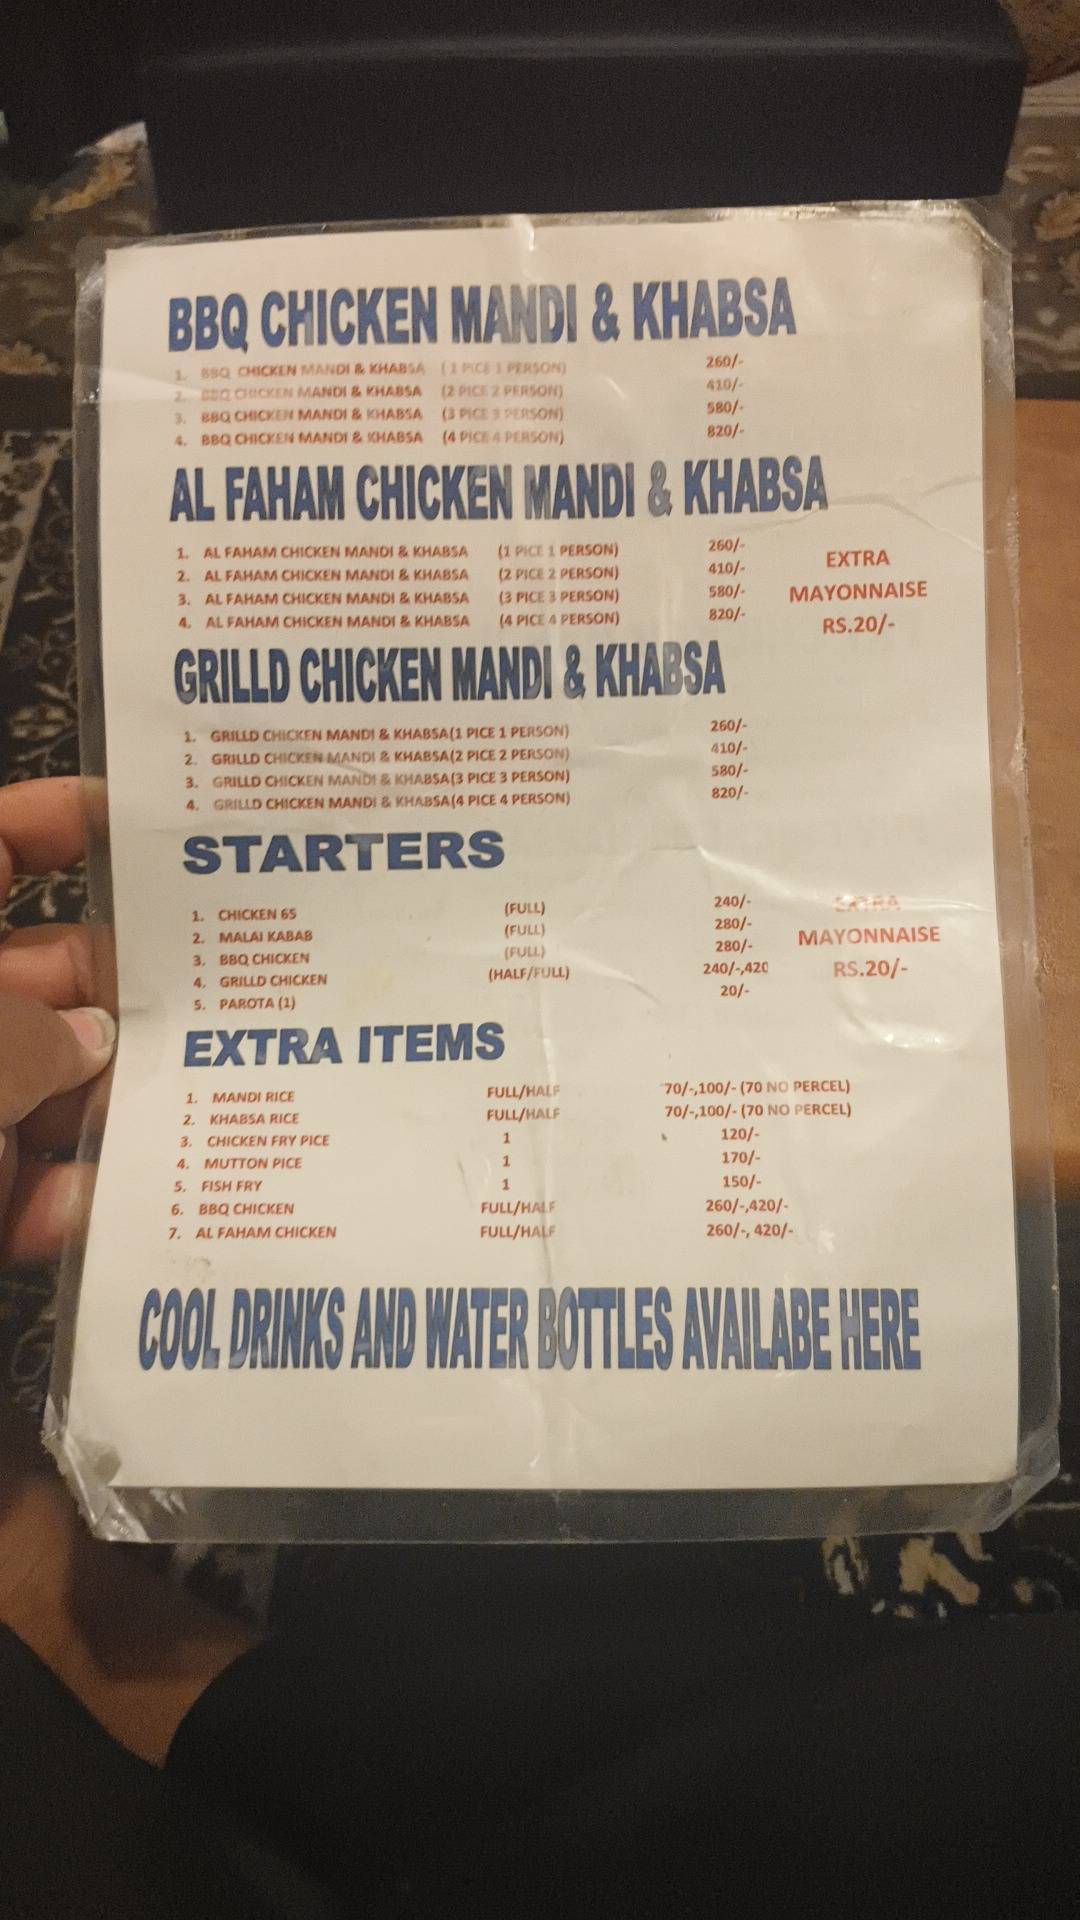 BBQ CHICKEN MANDI & KHABSA
1. BBQ CHICKEN MANDI & KHABSA ( 1 PICE 1 PERSON) 260/-
2. BBQ CHICKEN MANDI & KHABSA (2 PICE 2 PERSON) 410/-
3. BBQ CHICKEN MANDI & KHABSA (3 PICE 3 PERSON) 580/-
4. BBQ CHICKEN MANDI & KHABSA (4 PICE 4 PERSON) 820/-
AL FAHAM CHICKEN MANDI & KHABSA
1. AL FAHAM CHICKEN MANDI & KHABSA (1 PICE 1 PERSON) 260/-
2. AL FAHAM CHICKEN MANDI & KHABSA (2 PICE 2 PERSON) 410/-
3. AL FAHAM CHICKEN MANDI & KHABSA (3 PICE 3 PERSON) 580/-
4. AL FAHAM CHICKEN MANDI & KHABSA (4 PICE 4 PERSON) 820/-
EXTRA
MAYONNAISE
RS.20/-
GRILLD CHICKEN MANDI & KHABSA
1. GRILLD CHICKEN MANDI & KHABSA(1 PICE 1 PERSON) 260/-
2. GRILLD CHICKEN MANDI & KHABSA(2 PICE 2 PERSON) 410/-
3. GRILLD CHICKEN MANDI & KHABSA(3 PICE 3 PERSON) 580/-
4. GRILLD CHICKEN MANDI & KHABSA(4 PICE 4 PERSON) 820/-
STARTERS
1. CHICKEN 65 (FULL) 240/-
2. MALAI KABAB (FULL) 280/-
3. BBQ CHICKEN (FULL) 280/-
4. GRILLD CHICKEN (HALF/FULL) 240/-,420
5. PAROTA (1) 20/-
EXTRA
MAYONNAISE
RS.20/-
EXTRA ITEMS
1. MANDI RICE FULL/HALF 70/-,100/- (70 NO PERCEL)
2. KHABSA RICE FULL/HALF 70/-,100/- (70 NO PERCEL)
3. CHICKEN FRY PICE 1 120/-
4. MUTTON PICE 1 170/-
5. FISH FRY 1 150/-
6. BBQ CHICKEN FULL/HALF 260/-,420/-
7. AL FAHAM CHICKEN FULL/HALF 260/-, 420/-
COOL DRINKS AND WATER BOTTLES AVAILABE HERE